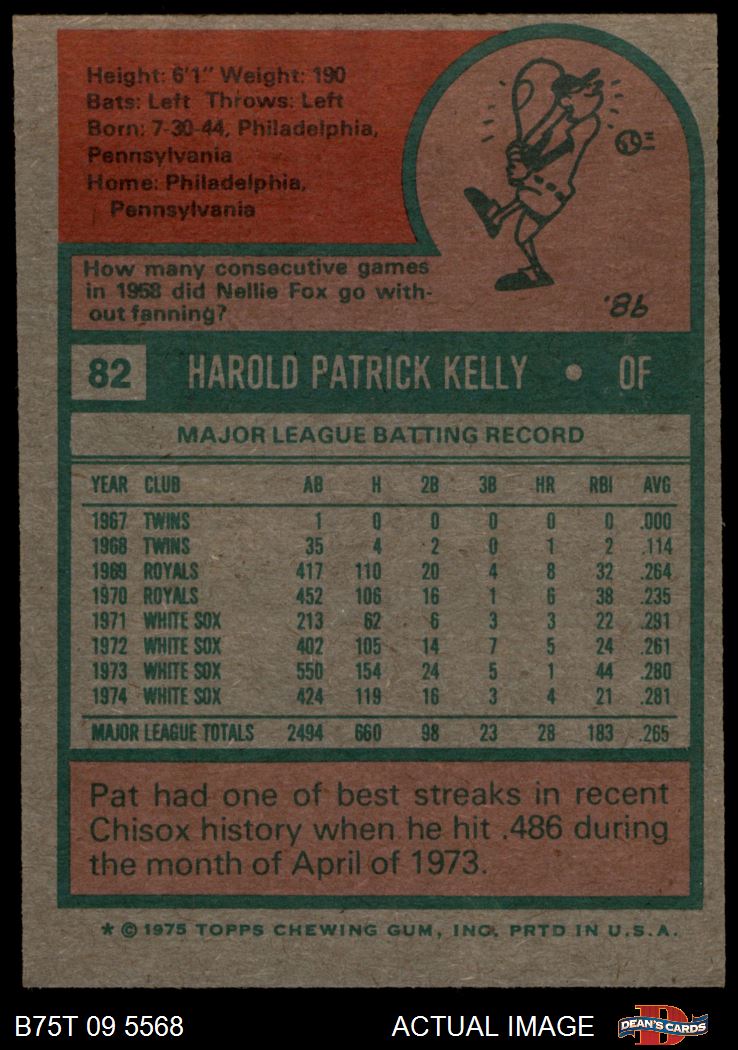 Height: 6'1" Weight: 190
Bats: Left Throws: Left
Born: 7-30-44, Philadelphia,
Pennsylvania
Home: Philadelphia,
Pennsylvania
How many consecutive games
in 1958 did Nellie Fox go with-
out fanning?
98.
82 HAROLD PATRICK KELLY • OF
MAJOR LEAGUE BATTING RECORD
YEAR CLUB AB H 2B 3B HR RBI AVG
1967 TWINS 1 0 0 0 0 0 .000
1968 TWINS 35 4 2 0 1 2 .114
1969 ROYALS 417 110 20 4 8 32 .264
1970 ROYALS 452 106 16 1 6 38 .235
1971 WHITE SOX 213 62 6 3 3 22 .291
1972 WHITE SOX 402 105 14 7 5 24 .261
1973 WHITE SOX 550 154 24 5 1 44 .280
1974 WHITE SOX 424 119 16 3 4 21 .281
MAJOR LEAGUE TOTALS 2494 660 98 23 28 183 .265
Pat had one of best streaks in recent
Chisox history when he hit .486 during
the month of April of 1973.
* © 1975 TOPPS CHEWING GUM, INC. PRTD IN U.S.A.
B75T 09 5568 ACTUAL IMAGE DEAN'S CARDS